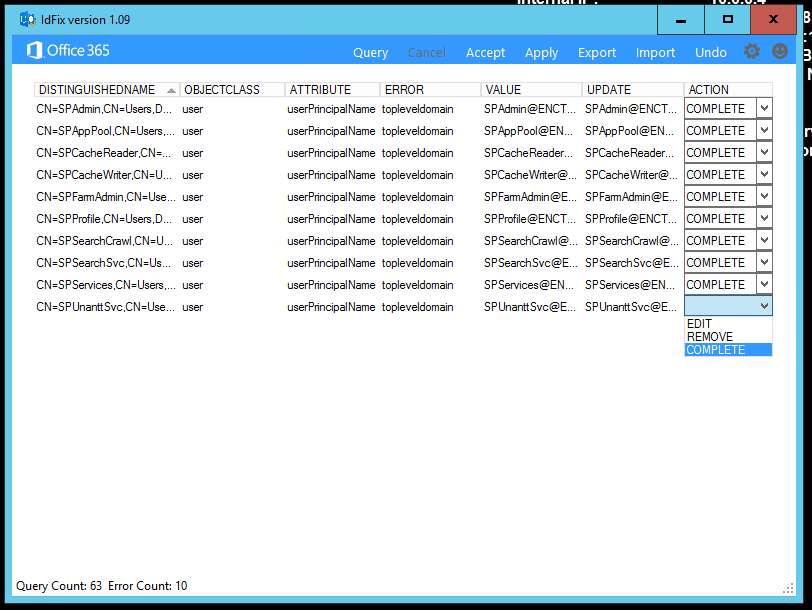 Internal IP: 10.0.0.4
IdFix version 1.09
Office 365
Query Cancel Accept Apply Export Import Undo
DISTINGUISHEDNAME OBJECTCLASS ATTRIBUTE ERROR VALUE UPDATE ACTION
CN=SPAdmin,CN=Users,D... user userPrincipalName topleveldomain SPAdmin@ENCT... SPAdmin@ENCT... COMPLETE
CN=SPAppPool,CN=Users,... user userPrincipalName topleveldomain SPAppPool@EN... SPAppPool@EN... COMPLETE
CN=SPCacheReader,CN=... user userPrincipalName topleveldomain SPCacheReader... SPCacheReader... COMPLETE
CN=SPCacheWriter,CN=U... user userPrincipalName topleveldomain SPCacheWriter@... SPCacheWriter@... COMPLETE
CN=SPFarmAdmin,CN=Use... user userPrincipalName topleveldomain SPFarmAdmin@E... SPFarmAdmin@E... COMPLETE
CN=SPProfile,CN=Users,D... user userPrincipalName topleveldomain SPProfile@ENCT... SPProfile@ENCT... COMPLETE
CN=SPSearchCrawl,CN=U... user userPrincipalName topleveldomain SPSearchCrawl@... SPSearchCrawl@... COMPLETE
CN=SPSearchSvc,CN=Us... user userPrincipalName topleveldomain SPSearchSvc@E... SPSearchSvc@E... COMPLETE
CN=SPServices,CN=Users,... user userPrincipalName topleveldomain SPServices@EN... SPServices@EN... COMPLETE
CN=SPUnanttSvc,CN=Use... user userPrincipalName topleveldomain SPUnanttSvc@E... SPUnanttSvc@E...
EDIT
REMOVE
COMPLETE
Query Count: 63 Error Count: 10